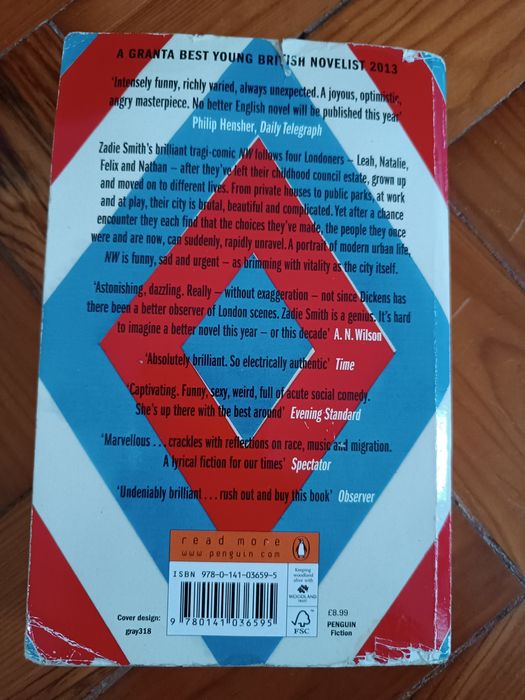 A GRANTA BEST YOUNG BRITISH NOVELIST 2013
'Intensely funny, richly varied, always unexpected. A joyous, optimistic,
angry masterpiece. No better English novel will be published this year'
Philip Hensher, Daily Telegraph
Zadie Smith's brilliant tragi-comic NW follows four Londoners – Leah, Natalie,
Felix and Nathan – after they've left their childhood council estate, grown up
and moved on to different lives. From private houses to public parks, at work
and at play, their city is brutal, beautiful and complicated. Yet after a chance
encounter they each find that the choices they've made, the people they once
were and are now, can suddenly, rapidly unravel. A portrait of modern urban life,
NW is funny, sad and urgent – as brimming with vitality as the city itself.
'Astonishing, dazzling. Really – without exaggeration – not since Dickens has
there been a better observer of London scenes. Zadie Smith is a genius. It's hard
to imagine a better novel this year – or this decade' A. N. Wilson
'Absolutely brilliant. So electrically authentic' Time
'Captivating. Funny, sexy, weird, full of acute social comedy.
She's up there with the best around' Evening Standard
'Marvellous . . . crackles with reflections on race, music and migration.
A lyrical fiction for our times' Spectator
'Undeniably brilliant . . . rush out and buy this book' Observer
read more
www.penguin.com
ISBN 978-0-141-03659-5
9 780141 036595
Keeping
woodland
alive with
WOODLAND
TRUST
FSC
Cover design:
gray318
£8.99
PENGUIN
Fiction